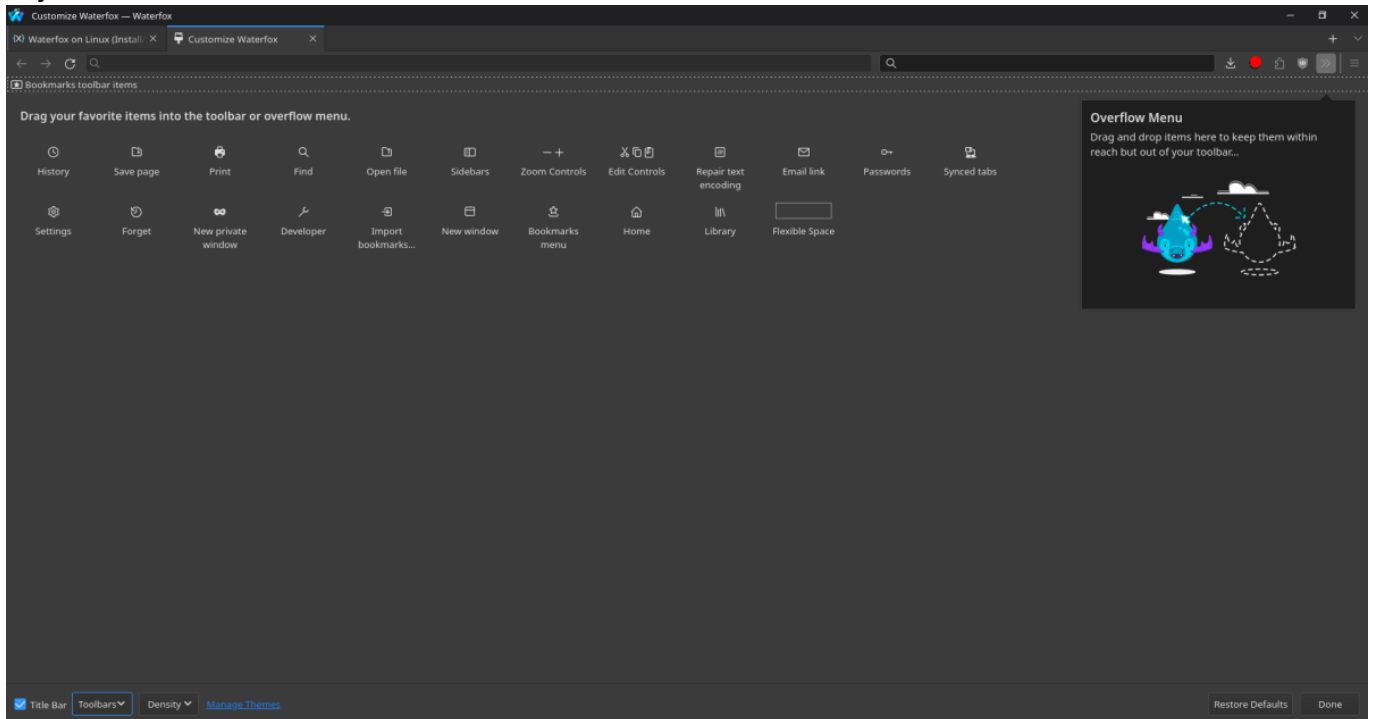 Customize Waterfox — Waterfox
Waterfox on Linux (Install/
Customize Waterfox
Bookmarks toolbar items
Drag your favorite items into the toolbar or overflow menu.
History
Save page
Print
Find
Open file
Sidebars
Zoom Controls
Edit Controls
Repair text
encoding
Email link
Passwords
Synced tabs
Settings
Forget
New private
window
Developer
Import
bookmarks...
New window
Bookmarks
menu
Home
Library
Flexible Space
Overflow Menu
Drag and drop items here to keep them within
reach but out of your toolbar...
Title Bar
Toolbars
Density
Manage Themes
Restore Defaults
Done